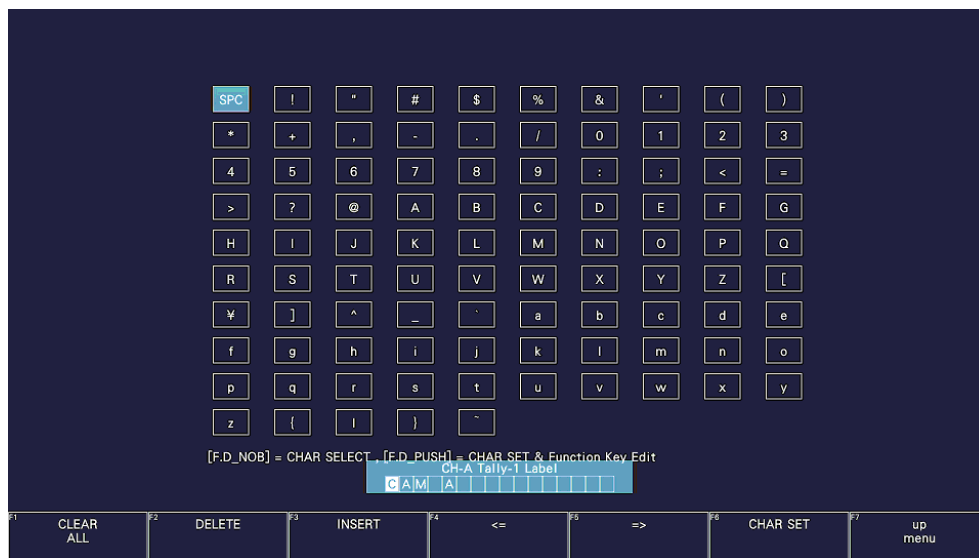 SPC ! " # $ % & ' ( )
* + , - . / 0 1 2 3
4 5 6 7 8 9 : ; < =
> ? @ A B C D E F G
H I J K L M N O P Q
R S T U V W X Y Z [
¥ ] ^ _ ` a b c d e
f g h i j k l m n o
p q r s t u v w x y
z { | } ~
[F.D_NOB] = CHAR SELECT , [F.D_PUSH] = CHAR SET & Function Key Edit
CH-A Tally-1 Label
CAM A
F1 CLEAR ALL
F2 DELETE
F3 INSERT
F4 <=
F5 =>
F6 CHAR SET
F7 up menu